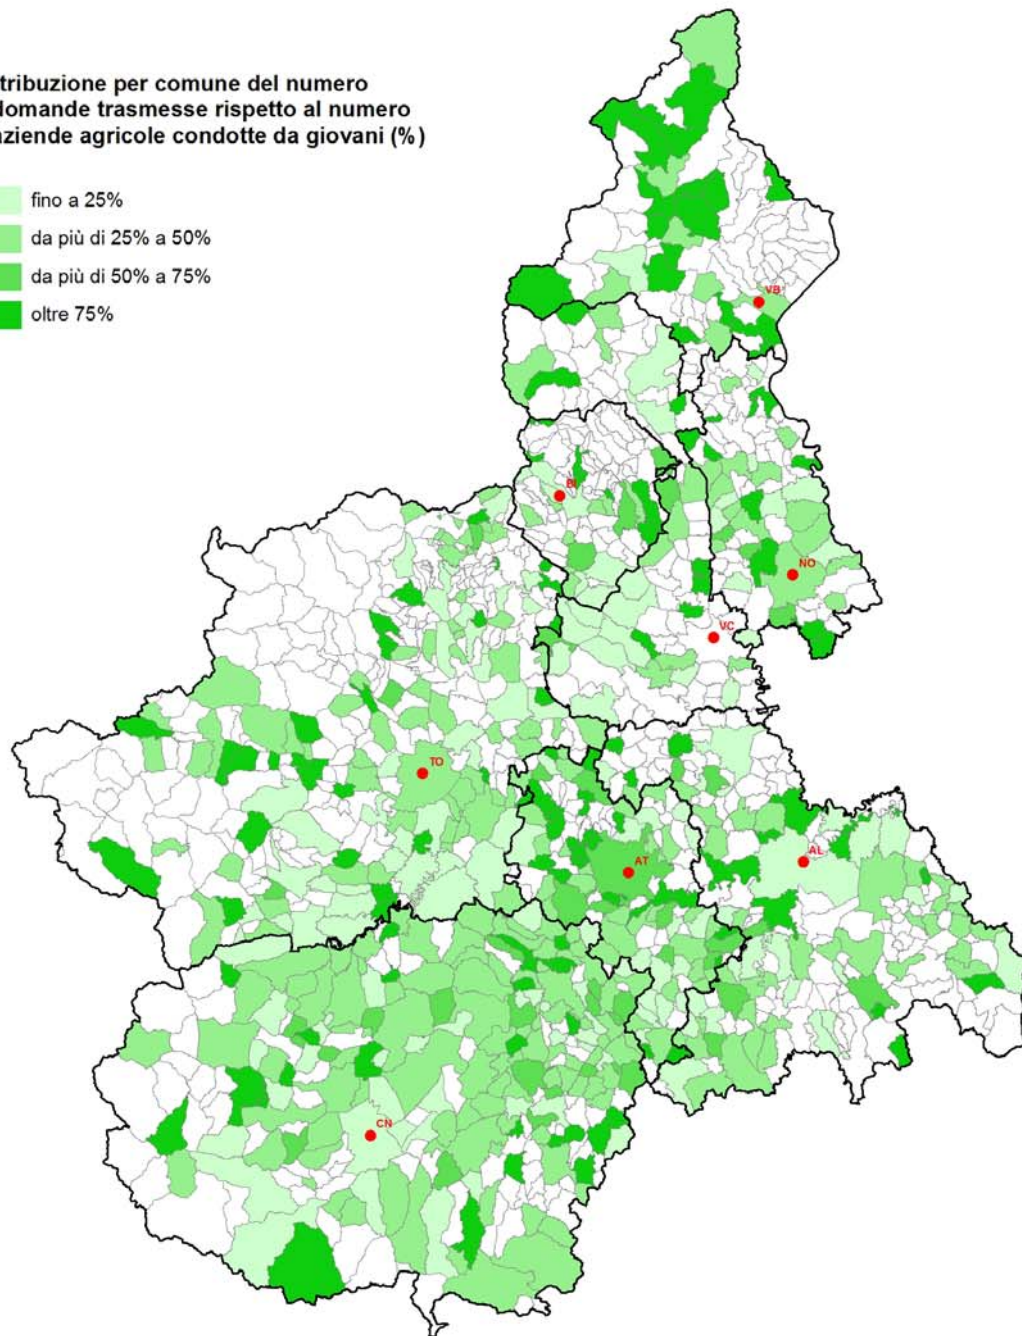 tribuzione per comune del numero
domande trasmesse rispetto al numero
aziende agricole condotte da giovani (%)
fino a 25%
da più di 25% a 50%
da più di 50% a 75%
oltre 75%
VB
BI
NO
VC
TO
AT
AL
CN